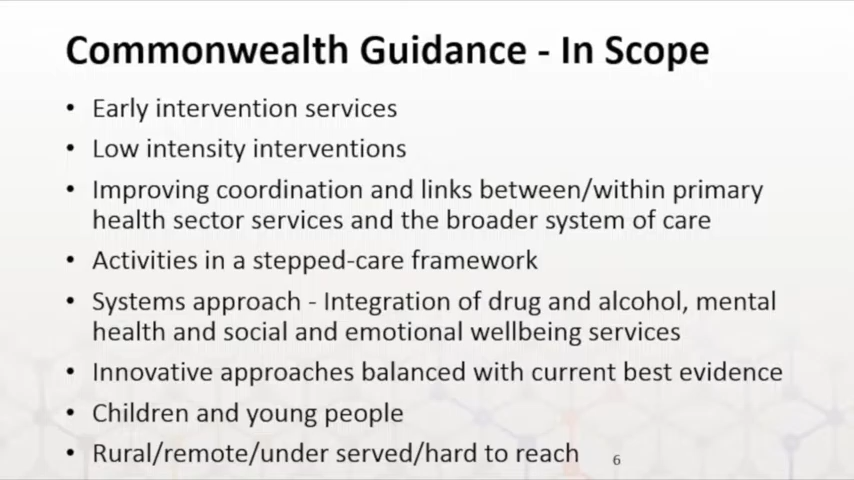 Commonwealth Guidance - In Scope
• Early intervention services
• Low intensity interventions
• Improving coordination and links between/within primary
health sector services and the broader system of care
• Activities in a stepped-care framework
• Systems approach - Integration of drug and alcohol, mental
health and social and emotional wellbeing services
• Innovative approaches balanced with current best evidence
• Children and young people
• Rural/remote/under served/hard to reach
6